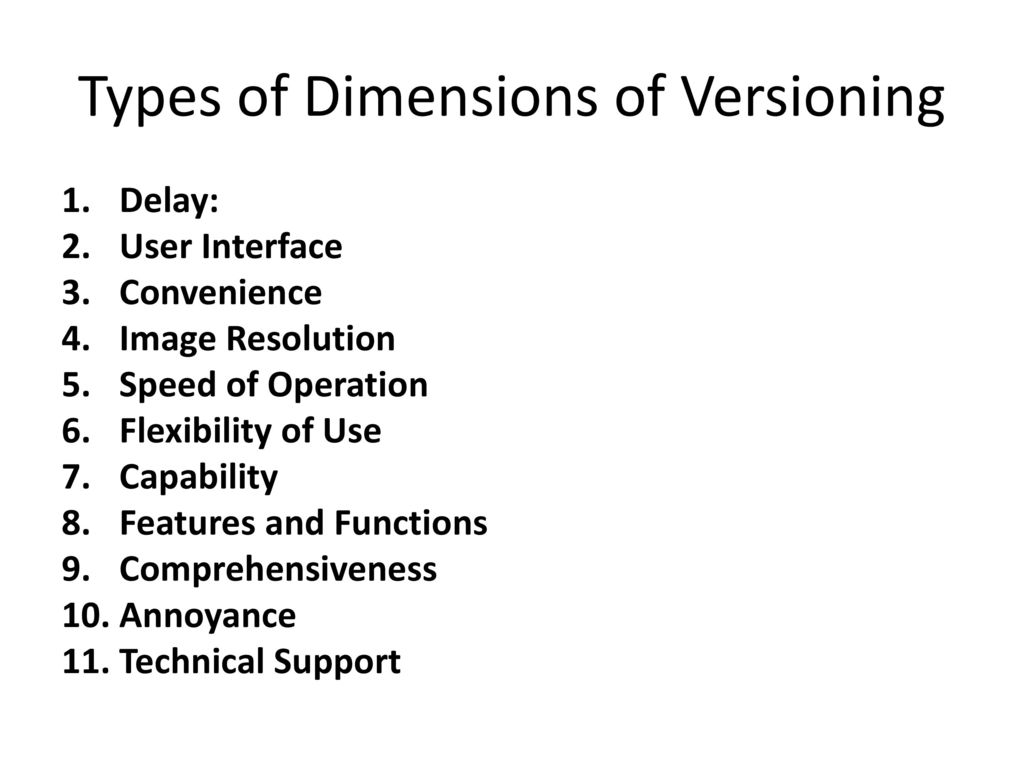 Types of Dimensions of Versioning
1. Delay:
2. User Interface
3. Convenience
4. Image Resolution
5. Speed of Operation
6. Flexibility of Use
7. Capability
8. Features and Functions
9. Comprehensiveness
10. Annoyance
11. Technical Support